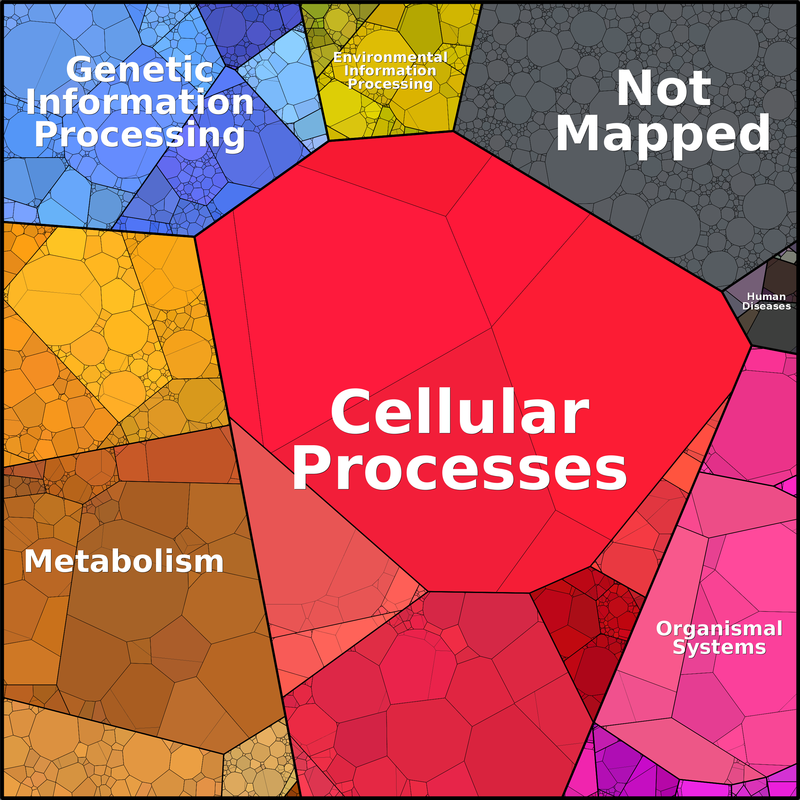 Genetic
Information
Processing
Environmental
Information
Processing
Not
Mapped
Human
Diseases
Cellular
Processes
Metabolism
Organismal
Systems